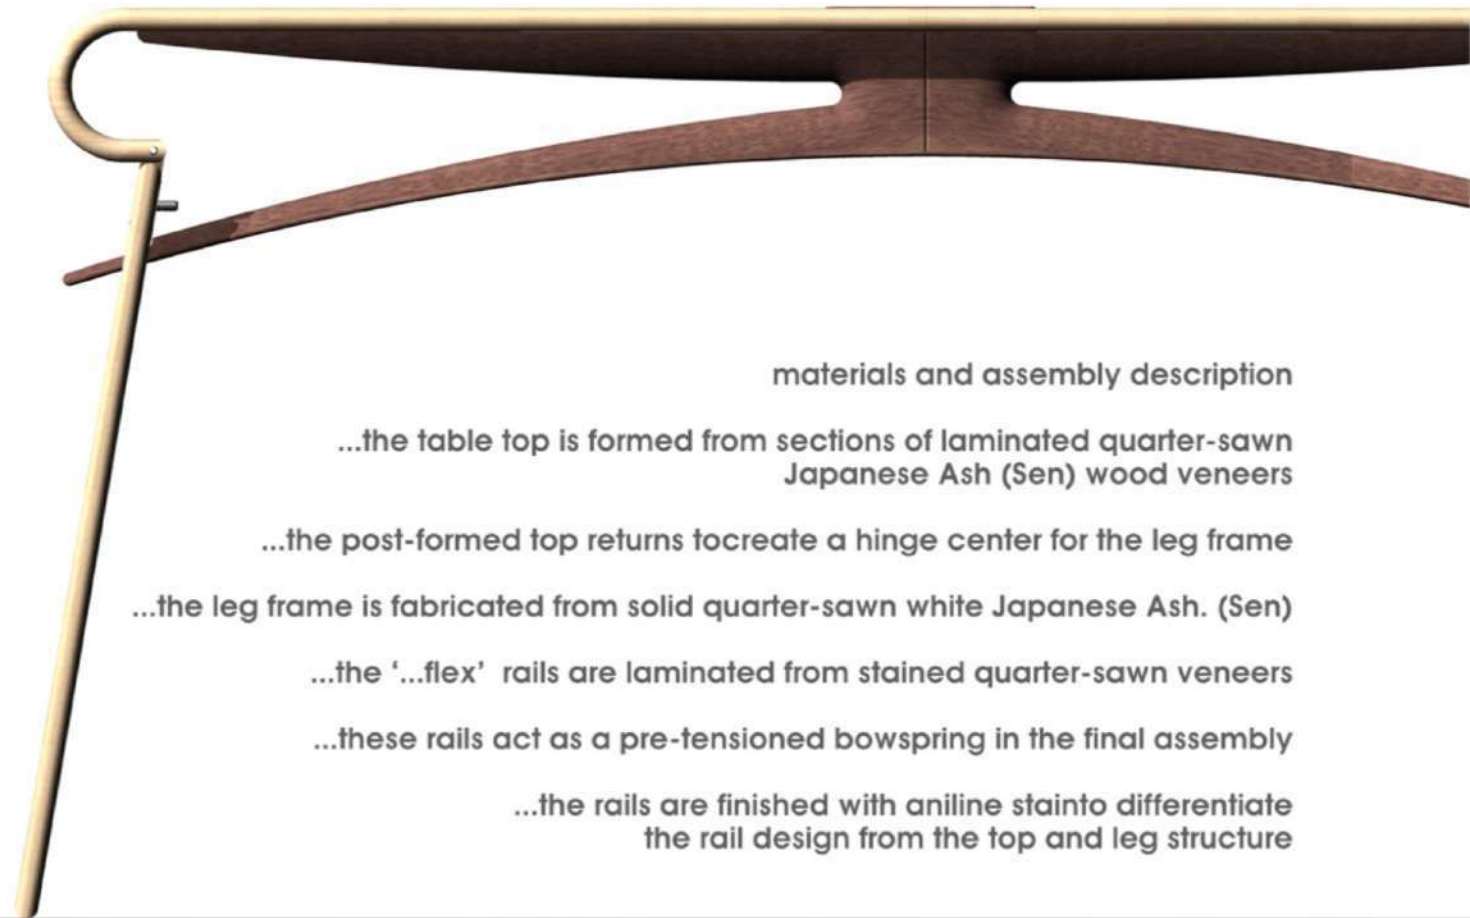 materials and assembly description
...the table top is formed from sections of laminated quarter-sawn
Japanese Ash (Sen) wood veneers
...the post-formed top returns tocreate a hinge center for the leg frame
...the leg frame is fabricated from solid quarter-sawn white Japanese Ash. (Sen)
...the ‘...flex’  rails are laminated from stained quarter-sawn veneers
...these rails act as a pre-tensioned bowspring in the final assembly
...the rails are finished with aniline stainto differentiate
the rail design from the top and leg structure